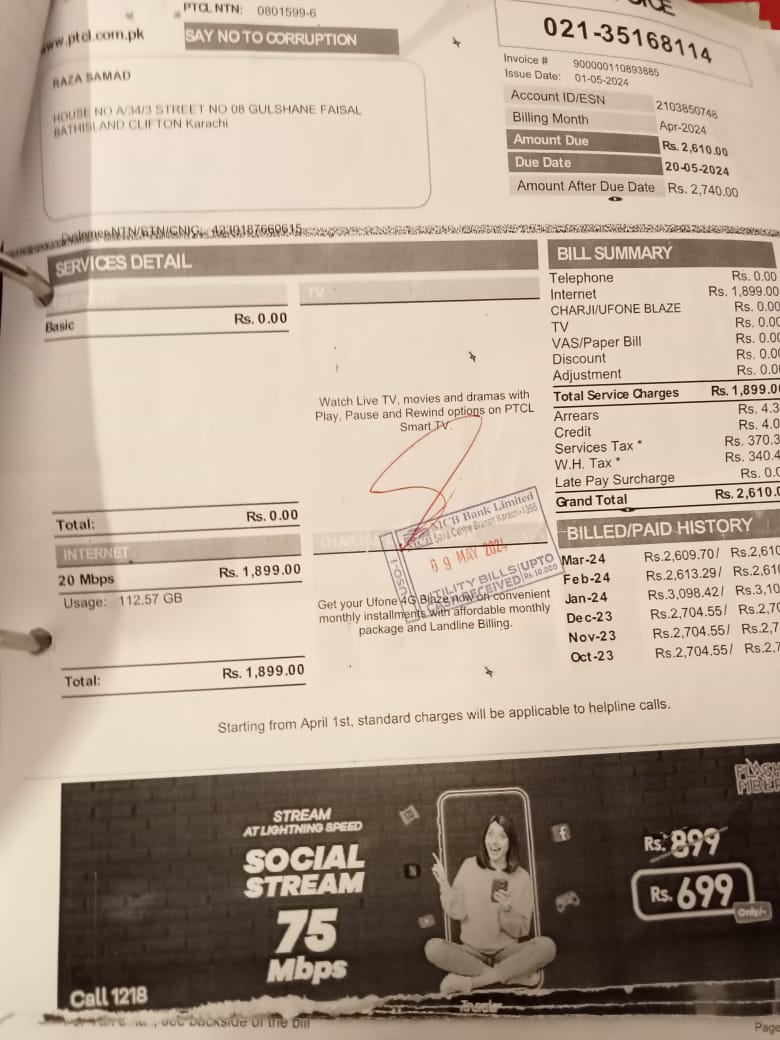 PTCL NTN: 0801599-6
www.ptcl.com.pk
SAY NO TO CORRUPTION
021-35168114
Invoice # 900000110893885
Issue Date: 01-05-2024
RAZA SAMAD
HOUSE NO A/34/3 STREET NO 08 GULSHANE FAISAL
BATHISLAND CLIFTON Karachi
Account ID/ESN 2103850748
Billing Month Apr-2024
Amount Due Rs. 2,610.00
Due Date 20-05-2024
Amount After Due Date Rs. 2,740.00
Customer NTN/STN/CNIC: 4230187660615
SERVICES DETAIL
TV
Basic Rs. 0.00
Watch Live TV, movies and dramas with
Play, Pause and Rewind options on PTCL
Smart TV.
Total: Rs. 0.00
INTERNET
20 Mbps Rs. 1,899.00
Usage: 112.57 GB
Total: Rs. 1,899.00
Bank Limited
09 MAY 2024
UTILITY BILLS UPTO
RECEIVED Rs.10,000
Get your Ufone 4G Blaze now on convenient
monthly installments with affordable monthly
package and Landline Billing.
BILL SUMMARY
Telephone Rs. 0.00
Internet Rs. 1,899.00
CHARJI/UFONE BLAZE Rs. 0.00
TV Rs. 0.00
VAS/Paper Bill Rs. 0.00
Discount Rs. 0.0
Adjustment Rs. 0.0
Total Service Charges Rs. 1,899.0
Arrears Rs. 4.3
Credit Rs. 4.0
Services Tax * Rs. 370.3
W.H. Tax * Rs. 340.4
Late Pay Surcharge Rs. 0.0
Grand Total Rs. 2,610.0
BILLED/PAID HISTORY
Mar-24 Rs.2,609.70/ Rs.2,610
Feb-24 Rs.2,613.29/ Rs.2,61
Jan-24 Rs.3,098.42/ Rs.3,10
Dec-23 Rs.2,704.55/ Rs.2,70
Nov-23 Rs.2,704.55/ Rs.2,7
Oct-23 Rs.2,704.55/ Rs.2,7
Starting from April 1st, standard charges will be applicable to helpline calls.
FLASH
FIBER
STREAM
AT LIGHTNING SPEED
SOCIAL
STREAM
75
Mbps
Rs. 899
Rs. 699
Only/-
Call 1218
backside of the bill
Page